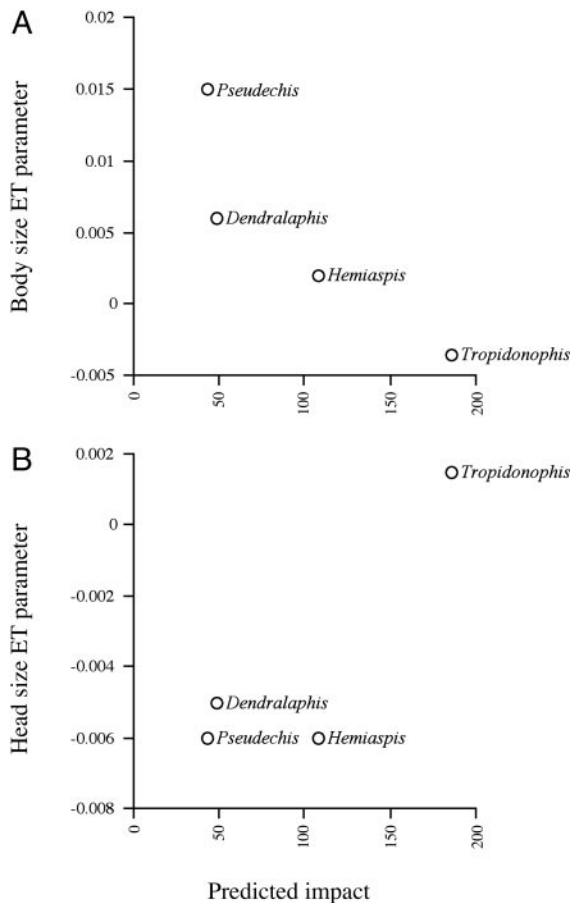 A
Body size ET parameter
0.02
0.015
0.01
0.005
0
-0.005
Pseudechis
Dendralaphis
Hemiaspis
Tropidonophis
0
50
100
150
200
B
Head size ET parameter
0.002
0
-0.002
-0.004
-0.006
-0.008
Tropidonophis
Dendralaphis
Pseudechis
Hemiaspis
0
50
100
150
200
Predicted impact